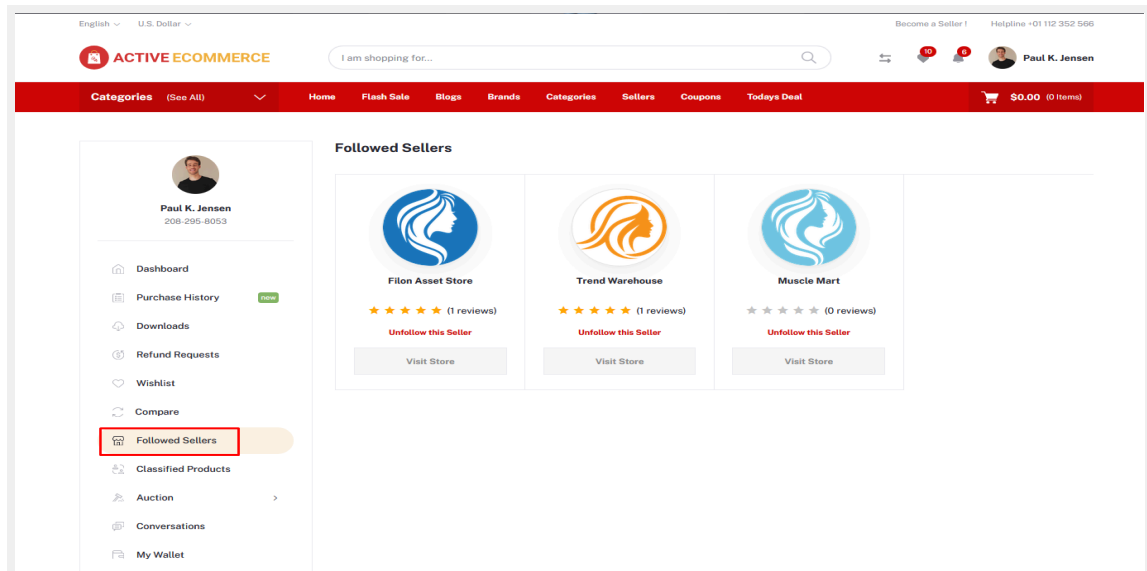 English U.S. Dollar Become a Seller ! Helpline +01 112 352 566
ACTIVE ECOMMERCE I am shopping for... 10 6 Paul K. Jensen
Categories (See All) Home Flash Sale Blogs Brands Categories Sellers Coupons Todays Deal $0.00 (0 Items)
Paul K. Jensen
208-295-8053
Dashboard
Purchase History new
Downloads
Refund Requests
Wishlist
Compare
Followed Sellers
Classified Products
Auction
Conversations
My Wallet
Followed Sellers
Filon Asset Store
(1 reviews)
Unfollow this Seller
Visit Store
Trend Warehouse
(1 reviews)
Unfollow this Seller
Visit Store
Muscle Mart
(0 reviews)
Unfollow this Seller
Visit Store